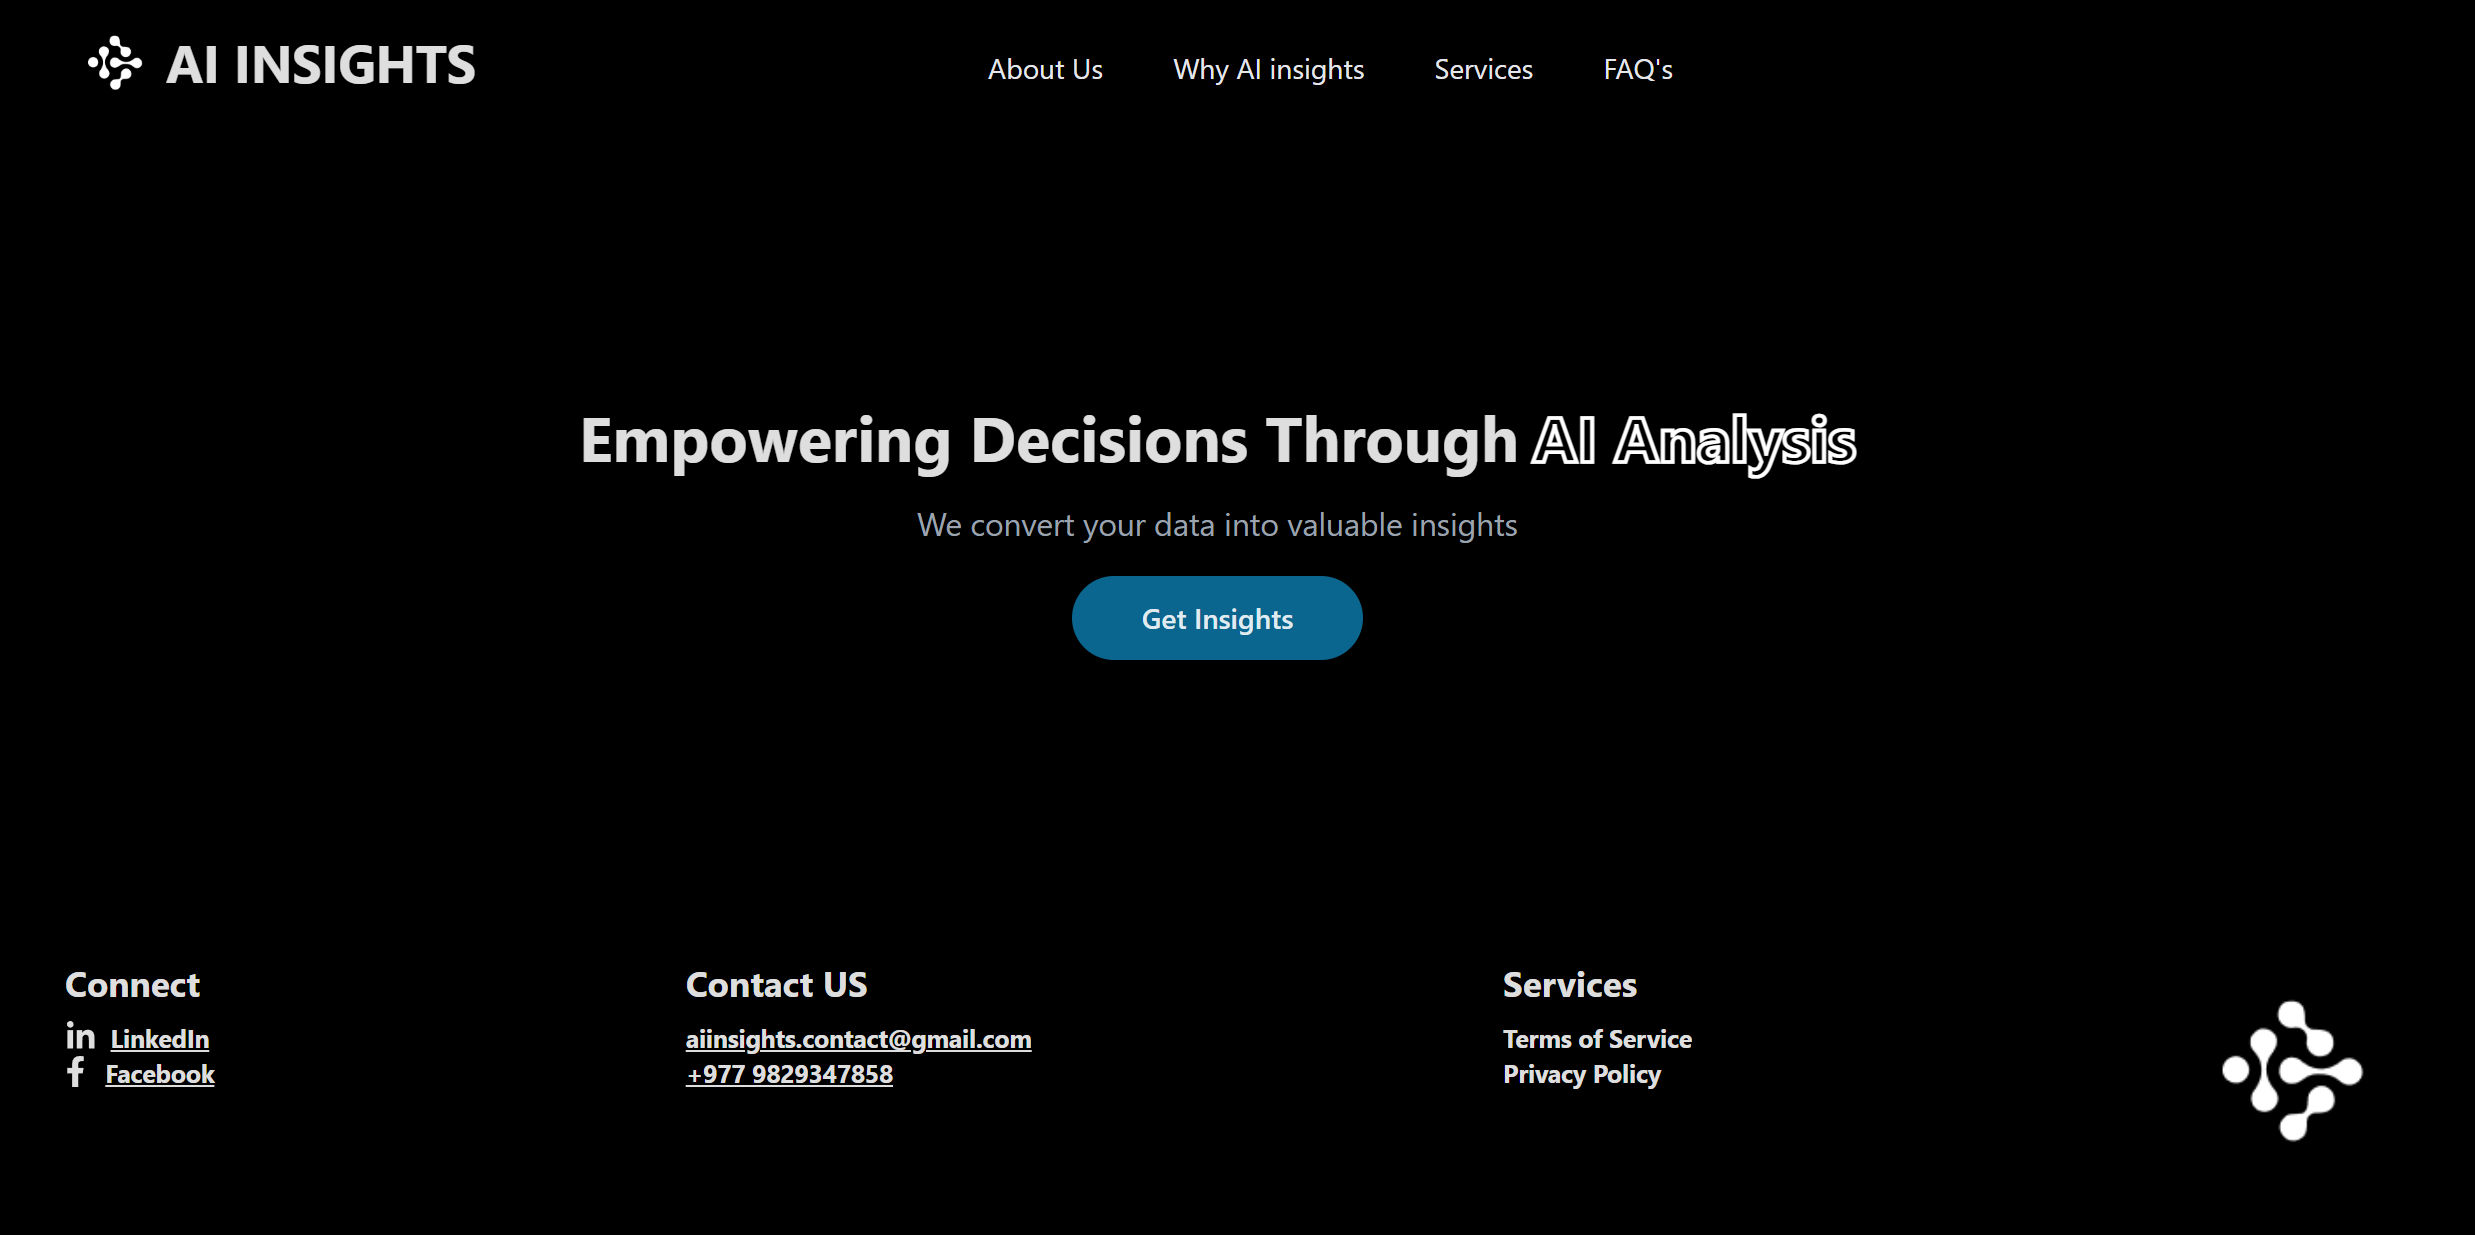 AI INSIGHTS
About Us
Why AI insights
Services
FAQ's
Empowering Decisions Through AI Analysis
We convert your data into valuable insights
Get Insights
Connect
LinkedIn
Facebook
Contact US
aiinsights.contact@gmail.com
+977 9829347858
Services
Terms of Service
Privacy Policy